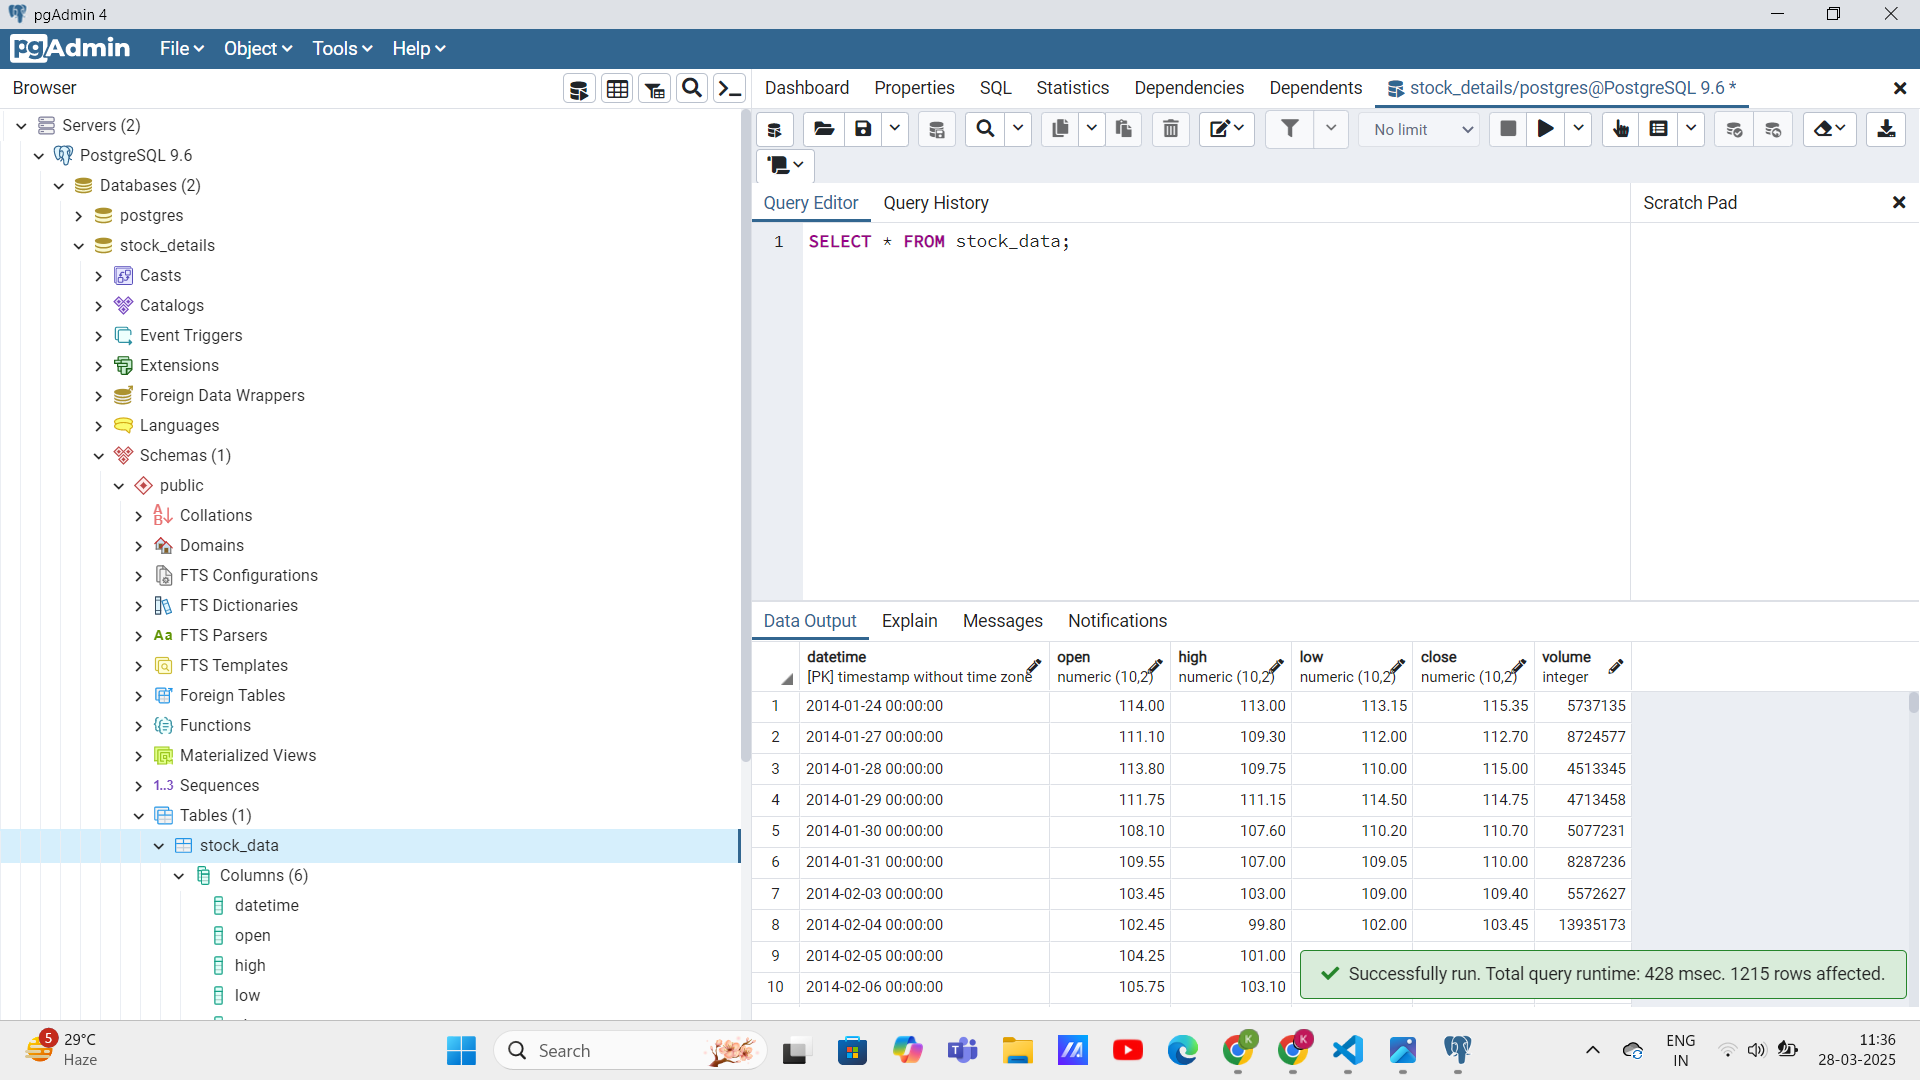 pgAdmin 4
pgAdmin File Object Tools Help
Browser
Dashboard Properties SQL Statistics Dependencies Dependents stock_details/postgres@PostgreSQL 9.6 *
Servers (2)
PostgreSQL 9.6
Databases (2)
postgres
stock_details
Casts
Catalogs
Event Triggers
Extensions
Foreign Data Wrappers
Languages
Schemas (1)
public
Collations
Domains
FTS Configurations
FTS Dictionaries
Aa FTS Parsers
FTS Templates
Foreign Tables
Functions
Materialized Views
1..3 Sequences
Tables (1)
stock_data
Columns (6)
datetime
open
high
low
No limit
Query Editor Query History
Scratch Pad
1 SELECT * FROM stock_data;
Data Output Explain Messages Notifications
datetime open high low close volume
[PK] timestamp without time zone numeric (10,2) numeric (10,2) numeric (10,2) numeric (10,2) integer
1 2014-01-24 00:00:00 114.00 113.00 113.15 115.35 5737135
2 2014-01-27 00:00:00 111.10 109.30 112.00 112.70 8724577
3 2014-01-28 00:00:00 113.80 109.75 110.00 115.00 4513345
4 2014-01-29 00:00:00 111.75 111.15 114.50 114.75 4713458
5 2014-01-30 00:00:00 108.10 107.60 110.20 110.70 5077231
6 2014-01-31 00:00:00 109.55 107.00 109.05 110.00 8287236
7 2014-02-03 00:00:00 103.45 103.00 109.00 109.40 5572627
8 2014-02-04 00:00:00 102.45 99.80 102.00 103.45 13935173
9 2014-02-05 00:00:00 104.25 101.00
10 2014-02-06 00:00:00 105.75 103.10
Successfully run. Total query runtime: 428 msec. 1215 rows affected.
5
29°C
Haze
Search
K
K
ENG
IN
11:36
28-03-2025